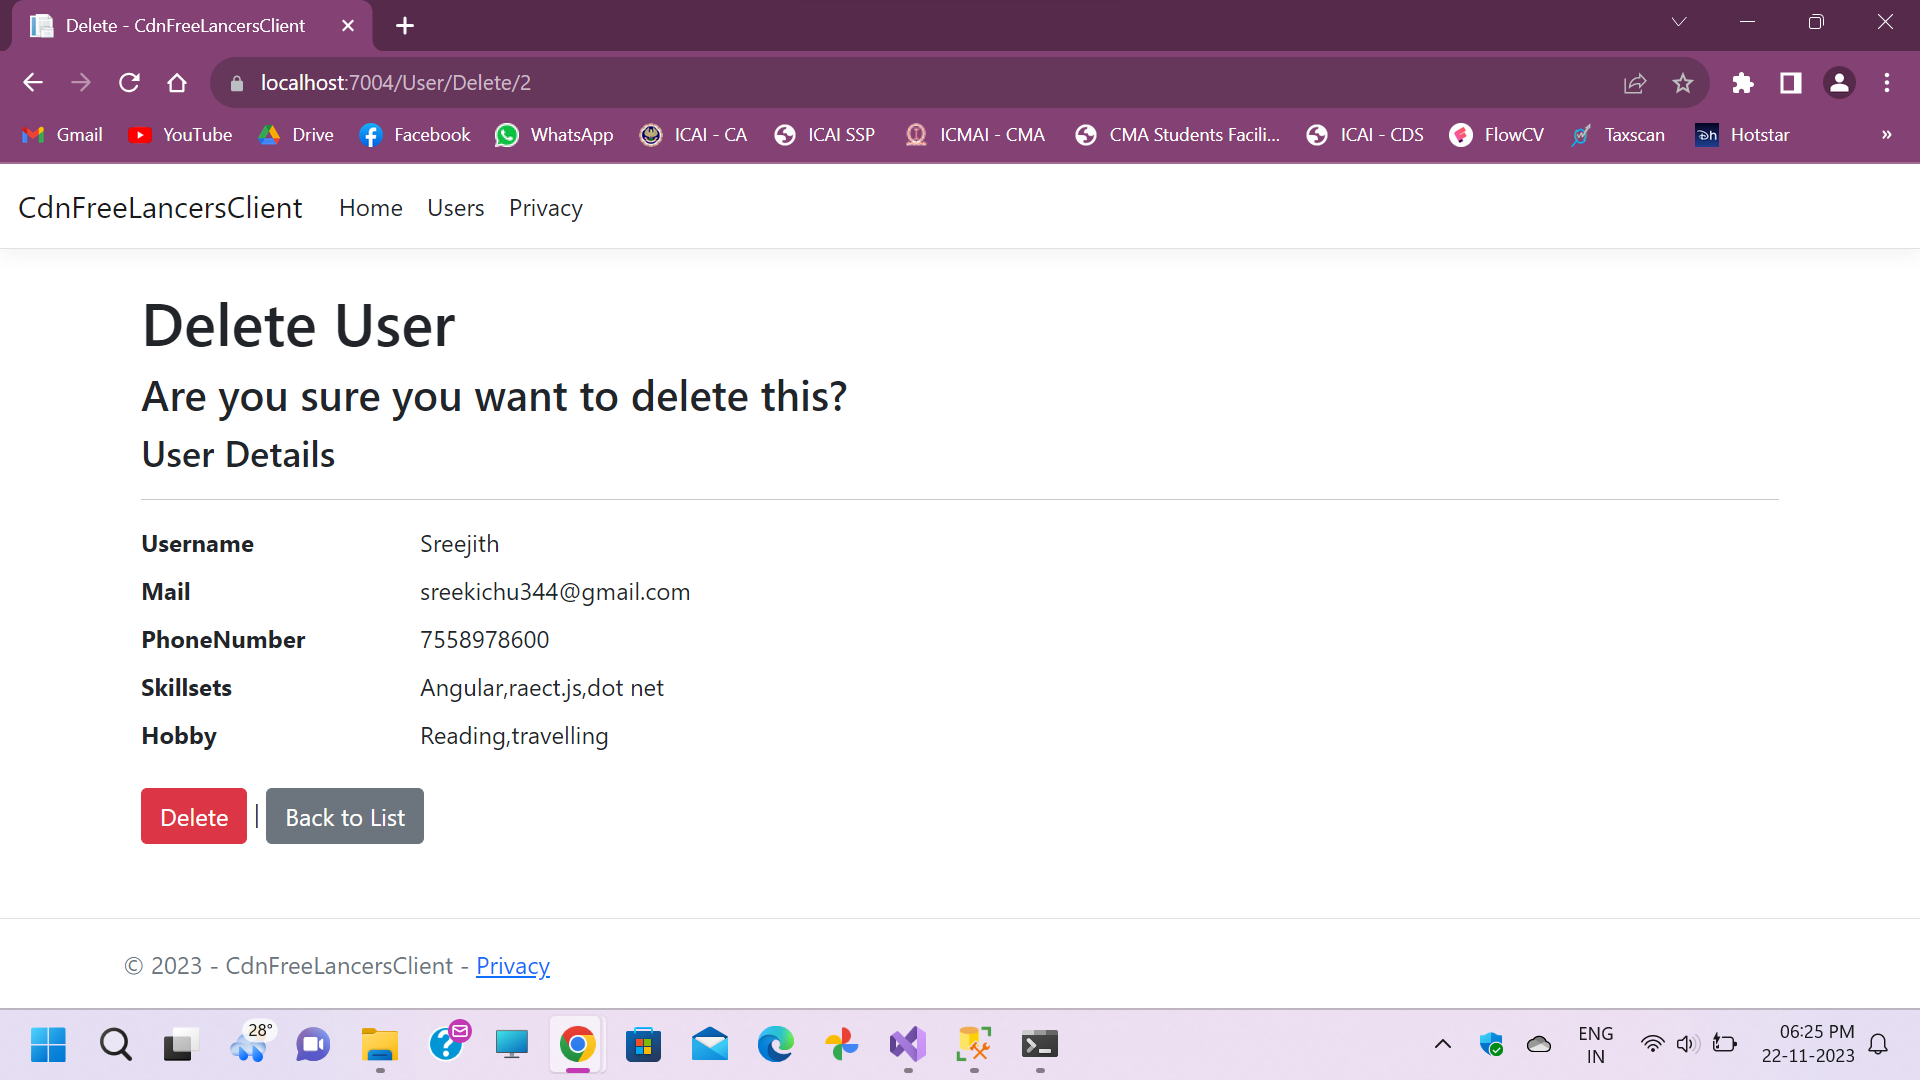 Delete - CdnFreeLancersClient
localhost:7004/User/Delete/2
Gmail YouTube Drive Facebook WhatsApp ICAI - CA ICAI SSP ICMAI - CMA CMA Students Facili... ICAI - CDS FlowCV Taxscan Hotstar »
CdnFreeLancersClient Home Users Privacy
Delete User
Are you sure you want to delete this?
User Details
Username Sreejith
Mail sreekichu344@gmail.com
PhoneNumber 7558978600
Skillsets Angular,raect.js,dot net
Hobby Reading,travelling
Delete | Back to List
© 2023 - CdnFreeLancersClient - Privacy
28°
ENG
IN
06:25 PM
22-11-2023